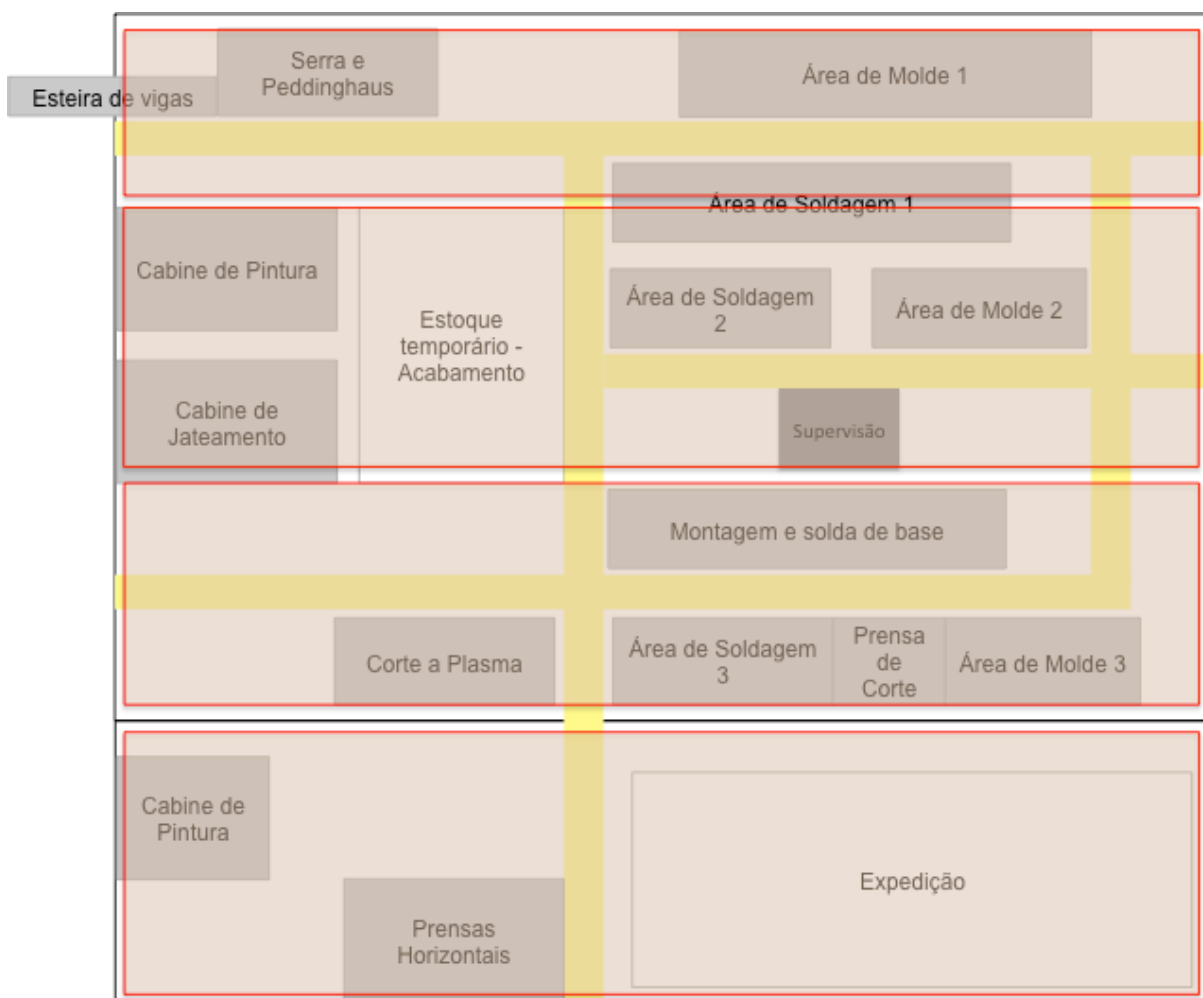 Serra e
Peddinghaus
Área de Molde 1
Esteira de vigas
Área de Soldagem 1
Cabine de Pintura
Estoque
temporário -
Acabamento
Área de Soldagem
2
Área de Molde 2
Cabine de
Jateamento
Supervisão
Montagem e solda de base
Corte a Plasma
Área de Soldagem
3
Prensa
de
Corte
Área de Molde 3
Cabine de
Pintura
Expedição
Prensas
Horizontais